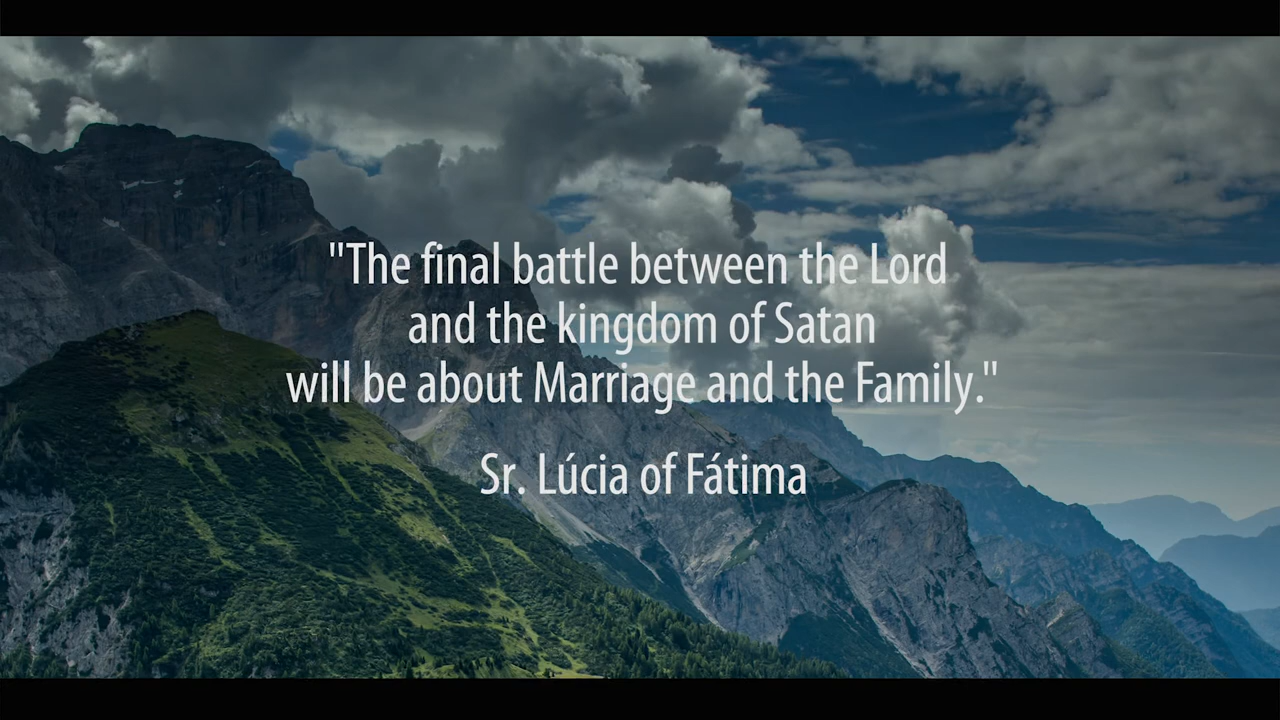 "The final battle between the Lord
and the kingdom of Satan
will be about Marriage and the Family."
Sr. Lúcia of Fátima